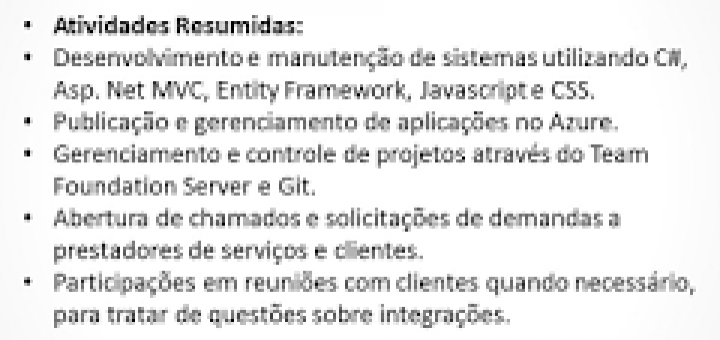 • Atividades Resumidas:
• Desenvolvimento e manutenção de sistemas utilizando C#,
Asp. Net MVC, Entity Framework, Javascript e CSS.
• Publicação e gerenciamento de aplicações no Azure.
• Gerenciamento e controle de projetos através do Team
Foundation Server e Git.
• Abertura de chamados e solicitações de demandas a
prestadores de serviços e clientes.
• Participações em reuniões com clientes quando necessário,
para tratar de questões sobre integrações.